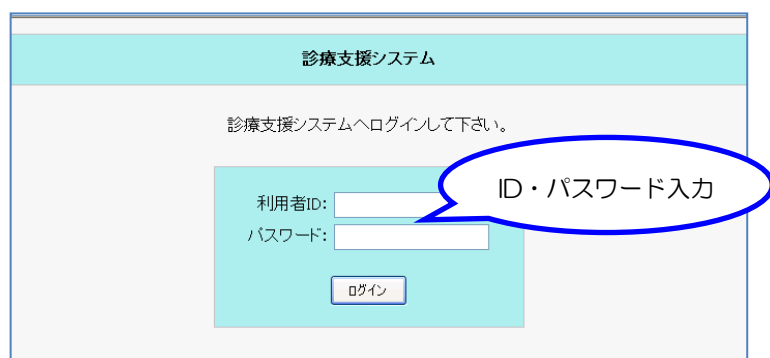 診療支援システム
診療支援システムへログインして下さい。
ID・パスワード入力
利用者ID:
パスワード:
ログイン